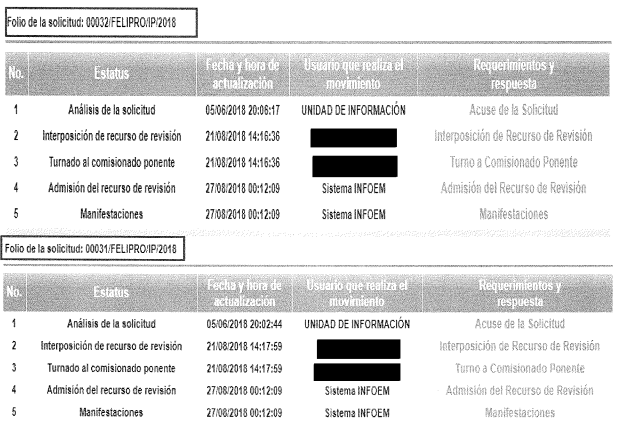 Folio de la solicitud: 00032/FELIPRO/IP/2018
No. Estatus Fecha y hora de actualización Usuario que realiza el movimiento Requerimientos y respuesta
1 Análisis de la solicitud 05/06/2018 20:06:17 UNIDAD DE INFORMACIÓN Acuse de la Solicitud
2 Interposición de recurso de revisión 21/08/2018 14:16:36 Interposición de Recurso de Revisión
3 Turnado al comisionado ponente 21/08/2018 14:16:36 Turno a Comisionado Ponente
4 Admisión del recurso de revisión 27/08/2018 00:12:09 Sistema INFOEM Admisión del Recurso de Revisión
5 Manifestaciones 27/08/2018 00:12:09 Sistema INFOEM Manifestaciones
Folio de la solicitud: 00031/FELIPRO/IP/2018
No. Estatus Fecha y hora de actualización Usuario que realiza el movimiento Requerimientos y respuesta
1 Análisis de la solicitud 05/06/2018 20:02:44 UNIDAD DE INFORMACIÓN Acuse de la Solicitud
2 Interposición de recurso de revisión 21/08/2018 14:17:59 Interposición de Recurso de Revisión
3 Turnado al comisionado ponente 21/08/2018 14:17:59 Turno a Comisionado Ponente
4 Admisión del recurso de revisión 27/08/2018 00:12:09 Sistema INFOEM Admisión del Recurso de Revisión
5 Manifestaciones 27/08/2018 00:12:09 Sistema INFOEM Manifestaciones